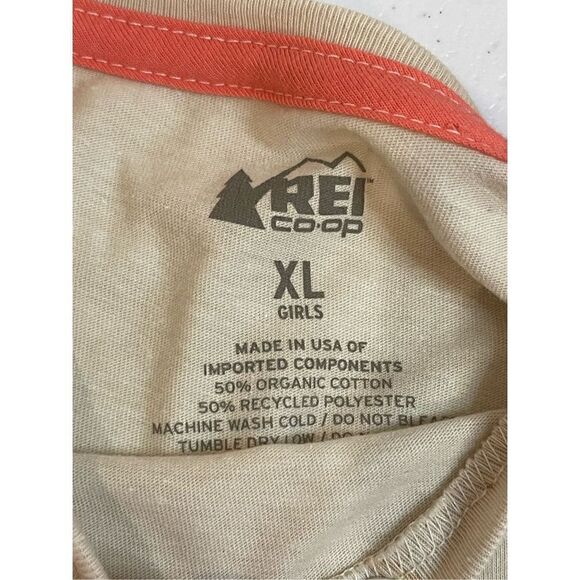 REI™
co·op
XL
GIRLS
MADE IN USA OF
IMPORTED COMPONENTS
50% ORGANIC COTTON
50% RECYCLED POLYESTER
MACHINE WASH COLD / DO NOT
TUMBLE DRY LOW /